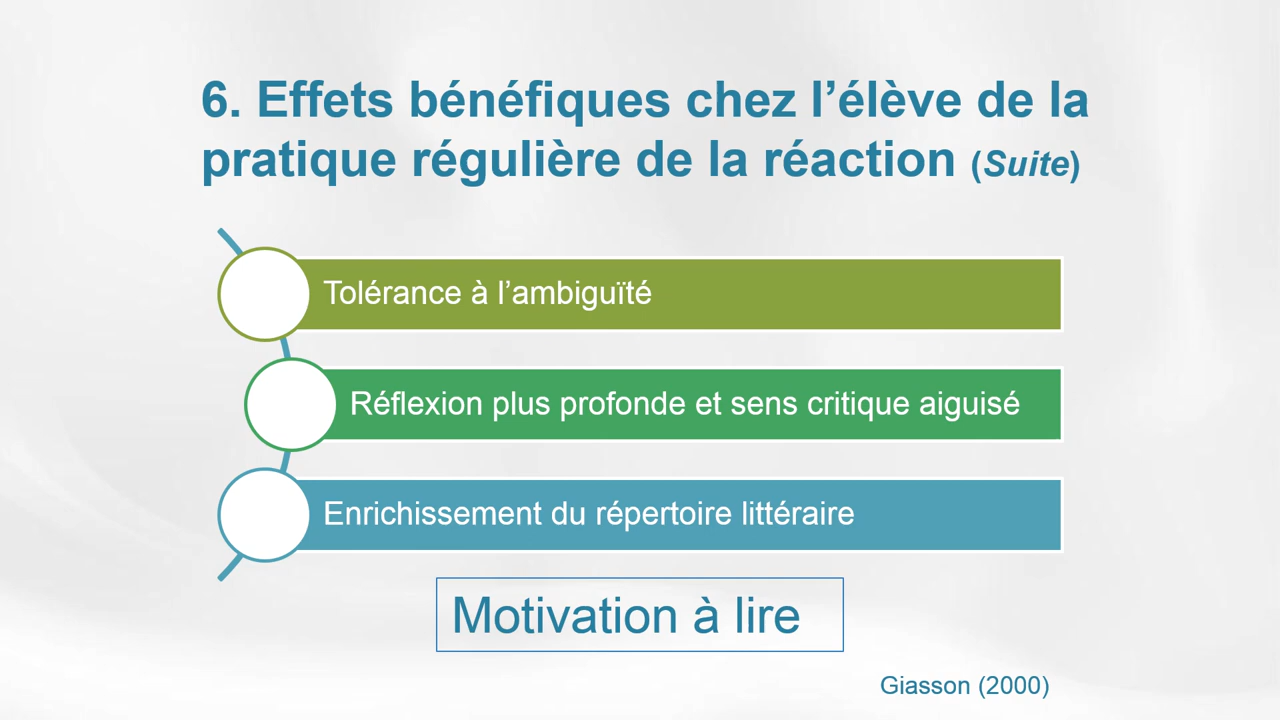 6. Effets bénéfiques chez l’élève de la
pratique régulière de la réaction (Suite)
Tolérance à l’ambiguïté
Réflexion plus profonde et sens critique aiguisé
Enrichissement du répertoire littéraire
Motivation à lire
Giasson (2000)